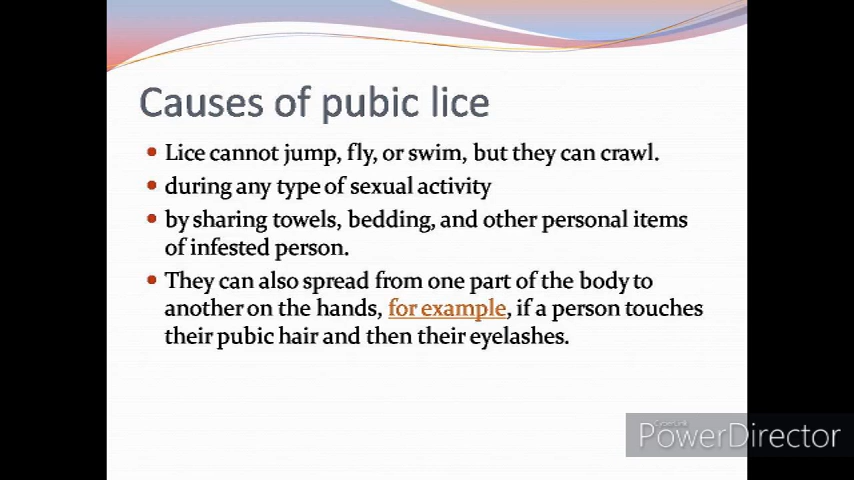 Causes of pubic lice
• Lice cannot jump, fly, or swim, but they can crawl.
• during any type of sexual activity
• by sharing towels, bedding, and other personal items
of infested person.
• They can also spread from one part of the body to
another on the hands, for example, if a person touches
their pubic hair and then their eyelashes.
CyberLink
PowerDirector